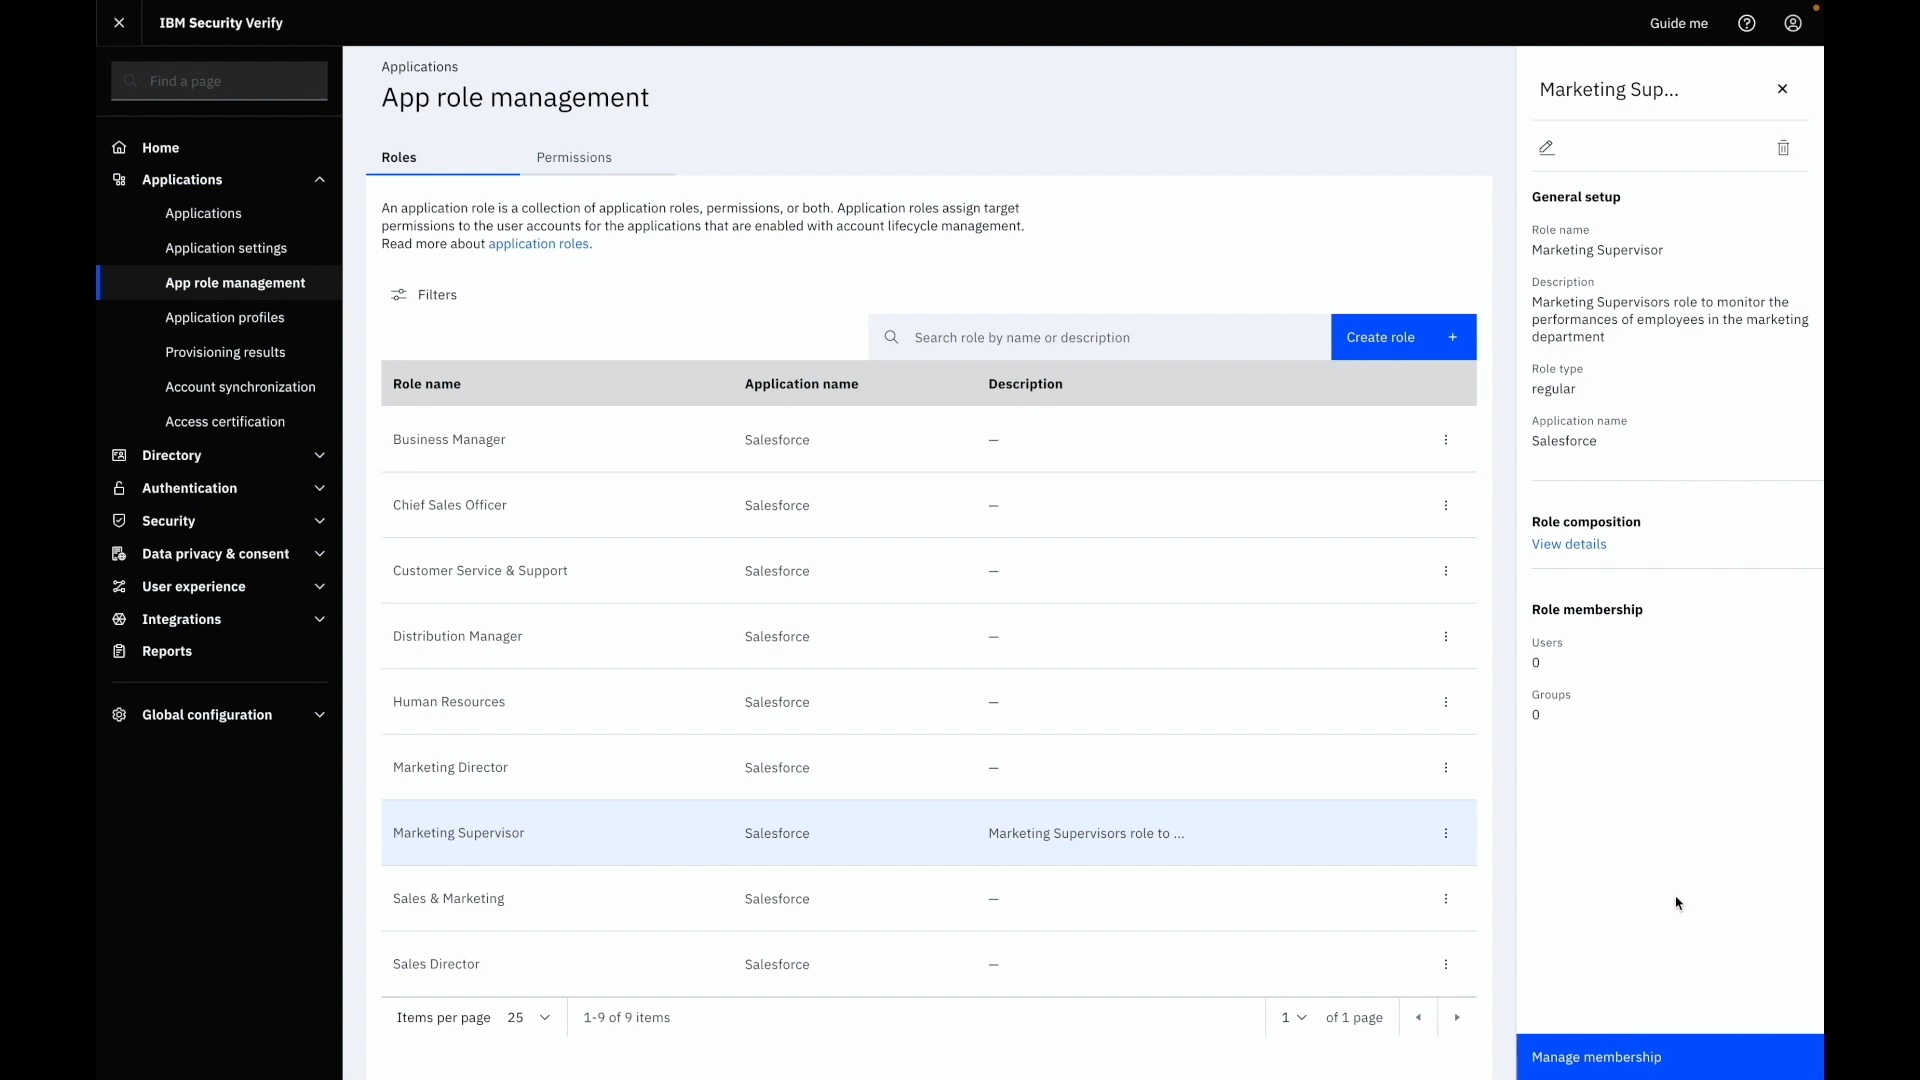 IBM Security Verify
Guide me
Find a page
Home
Applications
Applications
Application settings
App role management
Application profiles
Provisioning results
Account synchronization
Access certification
Directory
Authentication
Security
Data privacy & consent
User experience
Integrations
Reports
Global configuration
Applications
App role management
Roles
Permissions
An application role is a collection of application roles, permissions, or both. Application roles assign target
permissions to the user accounts for the applications that are enabled with account lifecycle management.
Read more about application roles.
Filters
Search role by name or description
Create role +
Role name Application name Description
Business Manager Salesforce —
Chief Sales Officer Salesforce —
Customer Service & Support Salesforce —
Distribution Manager Salesforce —
Human Resources Salesforce —
Marketing Director Salesforce —
Marketing Supervisor Salesforce Marketing Supervisors role to ...
Sales & Marketing Salesforce —
Sales Director Salesforce —
Items per page 25 1-9 of 9 items 1 of 1 page
Marketing Sup...
General setup
Role name
Marketing Supervisor
Description
Marketing Supervisors role to monitor the
performances of employees in the marketing
department
Role type
regular
Application name
Salesforce
Role composition
View details
Role membership
Users
0
Groups
0
Manage membership